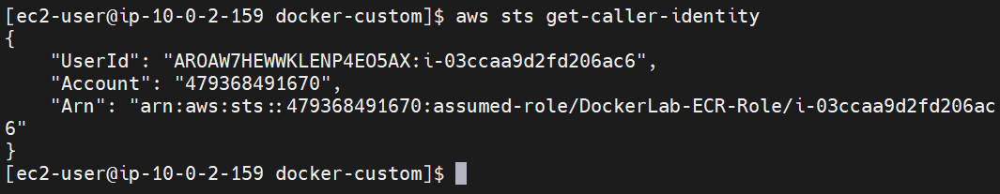 [ec2-user@ip-10-0-2-159 docker-custom]$ aws sts get-caller-identity
{
    "UserId": "AROAW7HEWWKLENP4EO5AX:i-03ccaa9d2fd206ac6",
    "Account": "479368491670",
    "Arn": "arn:aws:sts::479368491670:assumed-role/DockerLab-ECR-Role/i-03ccaa9d2fd206ac
6"
}
[ec2-user@ip-10-0-2-159 docker-custom]$